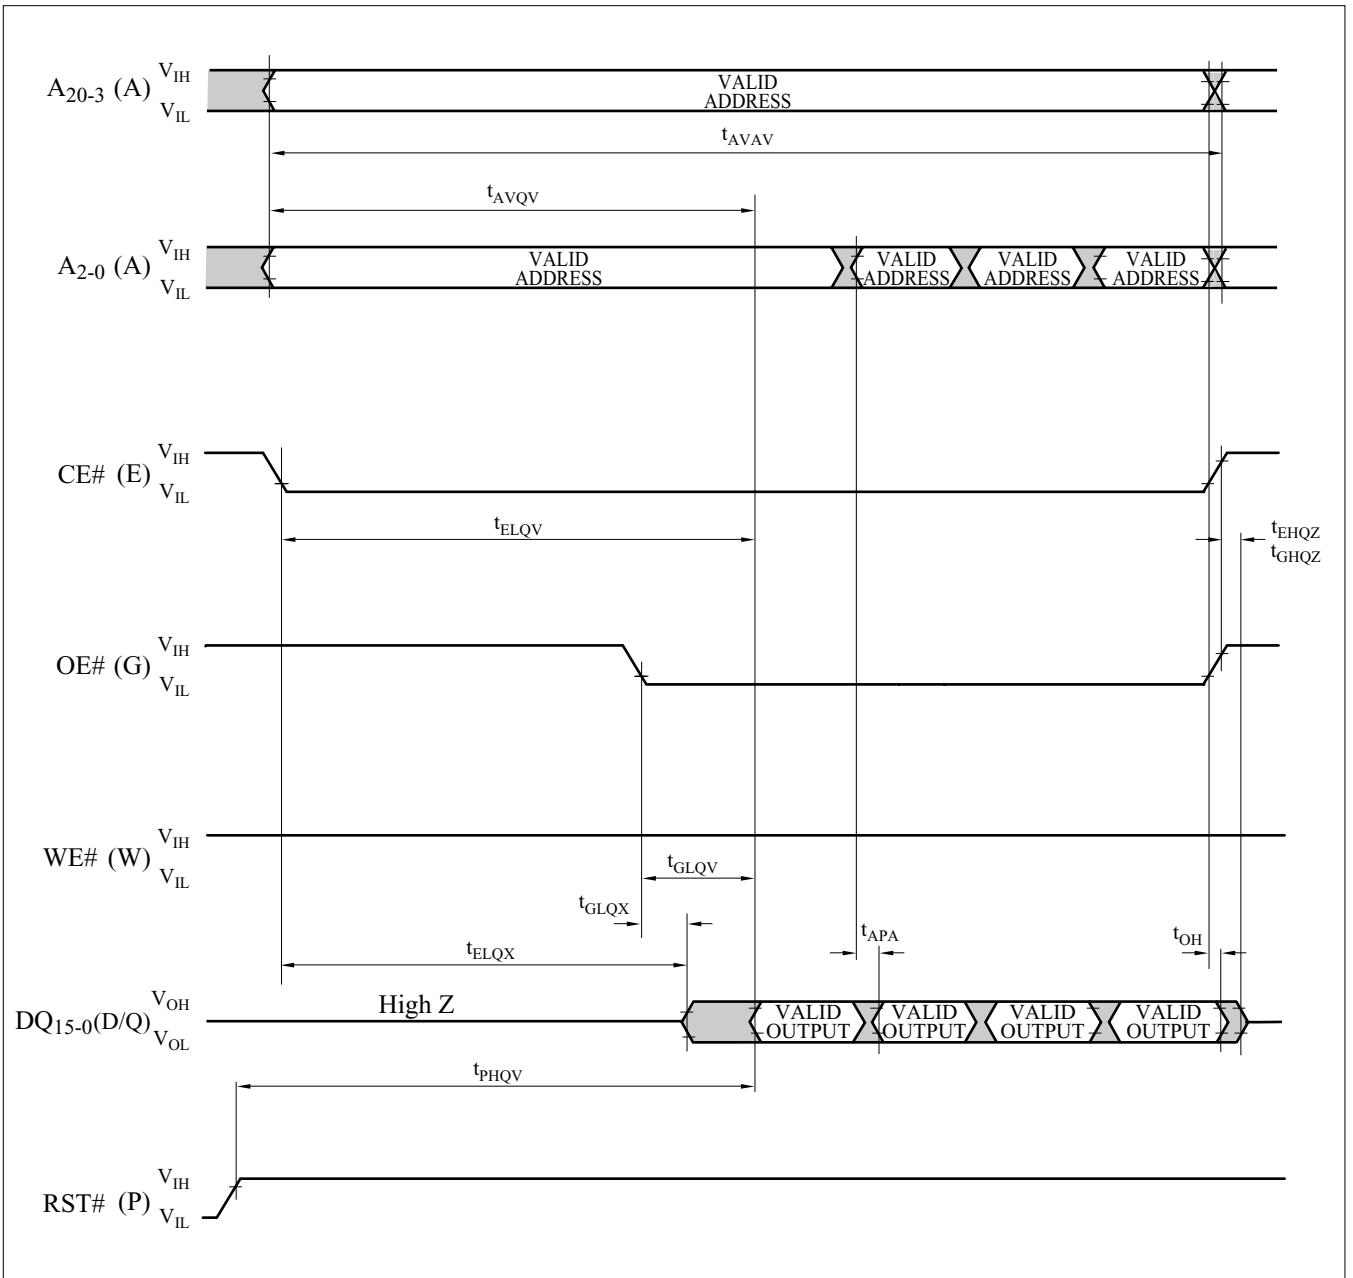 A20-3 (A) VIH VIL
VALID ADDRESS
tAVAV
tAVQV
A2-0 (A) VIH VIL
VALID ADDRESS
VALID ADDRESS
VALID ADDRESS
VALID ADDRESS
CE# (E) VIH VIL
tELQV
tEHQZ
tGHQZ
OE# (G) VIH VIL
WE# (W) VIH VIL
tGLQV
tGLQX
tAPA
tOH
tELQX
DQ15-0(D/Q) VOH VOL
High Z
VALID OUTPUT
VALID OUTPUT
VALID OUTPUT
VALID OUTPUT
tPHQV
RST# (P) VIH VIL